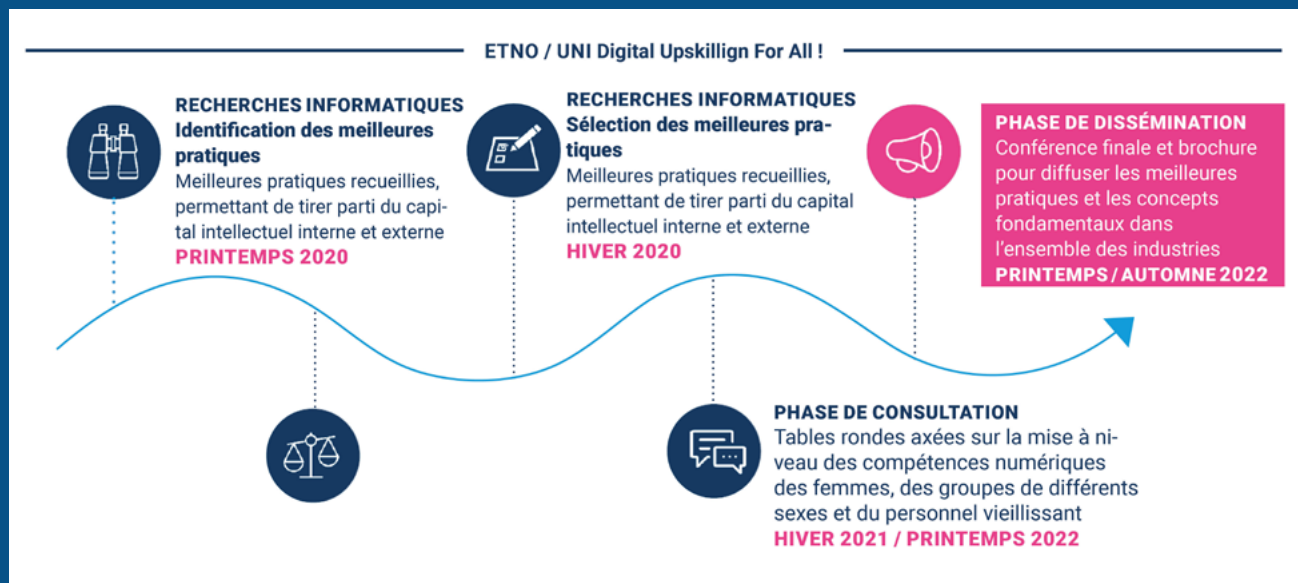 ETNO / UNI Digital Upskillign For All !
RECHERCHES INFORMATIQUES
Identification des meilleures
pratiques
Meilleures pratiques recueillies,
permettant de tirer parti du capi-
tal intellectuel interne et externe
PRINTEMPS 2020
RECHERCHES INFORMATIQUES
Sélection des meilleures pra-
tiques
Meilleures pratiques recueillies,
permettant de tirer parti du capital
intellectuel interne et externe
HIVER 2020
PHASE DE DISSÉMINATION
Conférence finale et brochure
pour diffuser les meilleures
pratiques et les concepts
fondamentaux dans
l'ensemble des industries
PRINTEMPS / AUTOMNE 2022
PHASE DE CONSULTATION
Tables rondes axées sur la mise à ni-
veau des compétences numériques
des femmes, des groupes de différents
sexes et du personnel vieillissant
HIVER 2021 / PRINTEMPS 2022